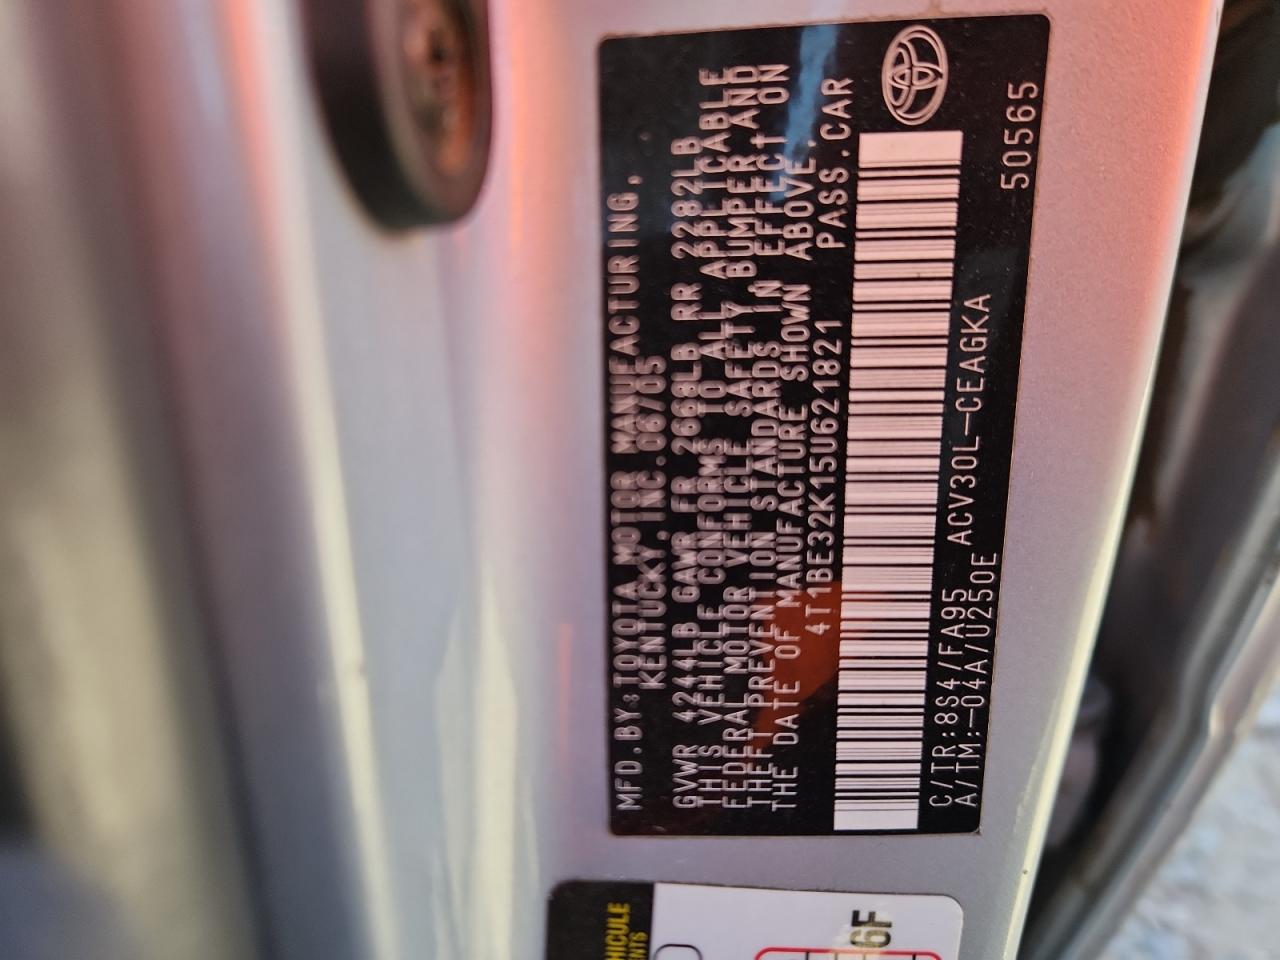 MFD.BY: TOYOTA MOTOR MANUFACTURING,
KENTUCKY, INC. 06/05
GVWR 4244LB GAWR FR 2668LB RR 2282LB
THIS VEHICLE CONFORMS TO ALL APPLICABLE
FEDERAL MOTOR VEHICLE SAFETY, BUMPER AND
THEFT PREVENTION STANDARDS IN EFFECT ON
THE DATE OF MANUFACTURE SHOWN ABOVE.
4T1BE32K15U621821 PASS.CAR
C/TR:8S4/FA95 ACV30L-CEAGKA
A/TM:-04A/U250E
50565
6F